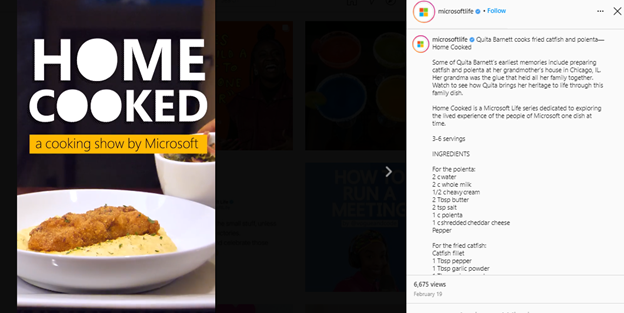 HOME
COOKED
a cooking show by Microsoft
HOW TO
RUN A
MEETING
microsoftlife • Follow
microsoftlife Quita Barnett cooks fried catfish and polenta—
Home Cooked
Some of Quita Barnett's earliest memories include preparing
catfish and polenta at her grandmother's house in Chicago, IL.
Her grandma was the glue that held all her family together.
Watch to see how Quita brings her heritage to life through this
family dish.
Home Cooked is a Microsoft Life series dedicated to exploring
the lived experience of the people of Microsoft one dish at
time.
3-6 servings
INGREDIENTS
For the polenta:
2 c water
2 c whole milk
1/2 c heavy cream
2 Tbsp butter
2 tsp salt
1 c polenta
1 c shredded cheddar cheese
Pepper
For the fried catfish:
Catfish fillet
1 Tbsp pepper
1 Tbsp garlic powder
6,675 views
February 19